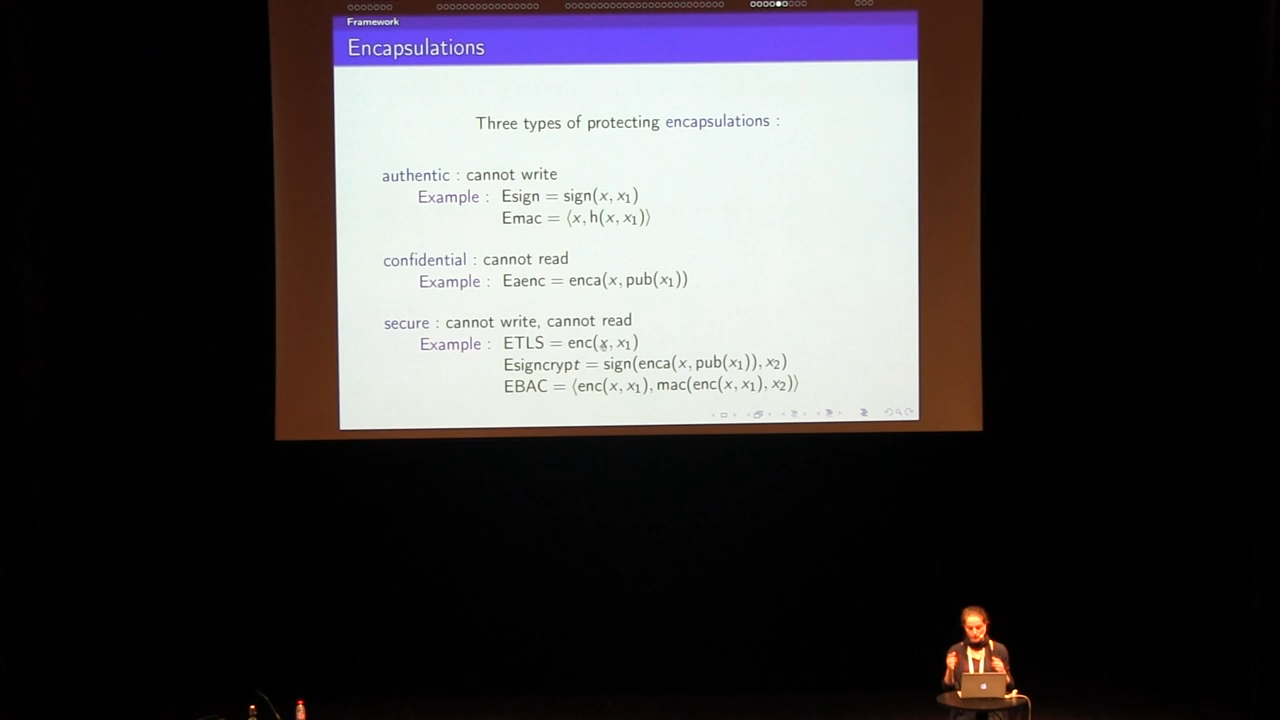 Framework
Encapsulations
Three types of protecting encapsulations :
authentic : cannot write
Example : Esign = sign(x, x₁)
Emac = ⟨x, h(x, x₁)⟩
confidential : cannot read
Example : Eaenc = enca(x, pub(x₁))
secure : cannot write, cannot read
Example : ETLS = enc(x, x₁)
Esigncrypt = sign(enca(x, pub(x₁)), x₂)
EBAC = ⟨enc(x, x₁), mac(enc(x, x₁), x₂)⟩